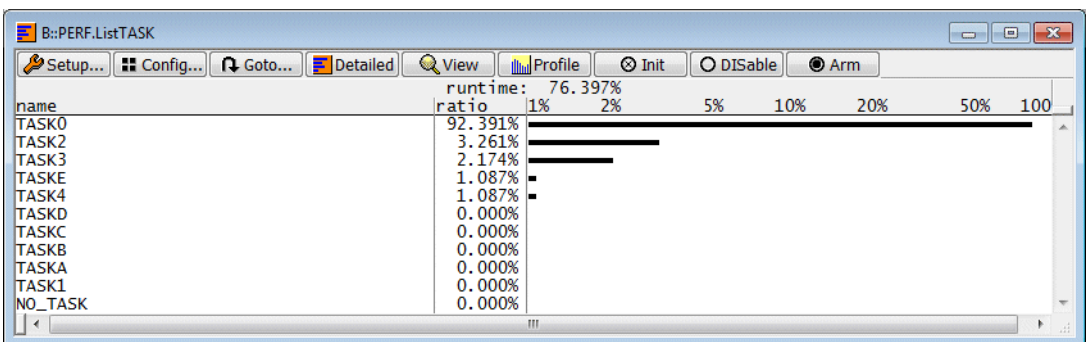 B::PERF.ListTASK
Setup... Config... Goto... Detailed View Profile Init DISable Arm
runtime: 76.397%
name ratio 1% 2% 5% 10% 20% 50% 100
TASK0 92.391%
TASK2 3.261%
TASK3 2.174%
TASKE 1.087%
TASK4 1.087%
TASKD 0.000%
TASKC 0.000%
TASKB 0.000%
TASKA 0.000%
TASK1 0.000%
NO_TASK 0.000%